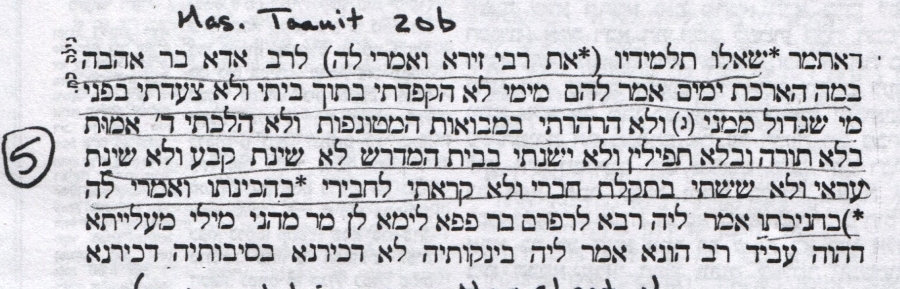 Mas. Taanit 20b
דאתמר *שאלו תלמידיו (*את רבי זירא ואמרי לה) לרב אדא בר אהבה
במה הארכת ימים אמר להם מימי לא הקפדתי בתוך ביתי ולא צעדתי בפני
מי שגדול ממני (ג) ולא הרהרתי במבואות המטונפות ולא הלכתי ד' אמות
5
בלא תורה ובלא תפילין ולא ישנתי בבית המדרש לא שינת קבע ולא שינת
עראי ולא ששתי בתקלת חברי ולא קראתי לחבירי *בהכינתו ואמרי לה
*)בחניכתו אמר ליה רבא לרפרם בר פפא לימא לן מר מהני מילי מעלייתא
דהוה עביד רב הונא אמר ליה בינקותיה לא דכירנא בסיבותיה דכירנא